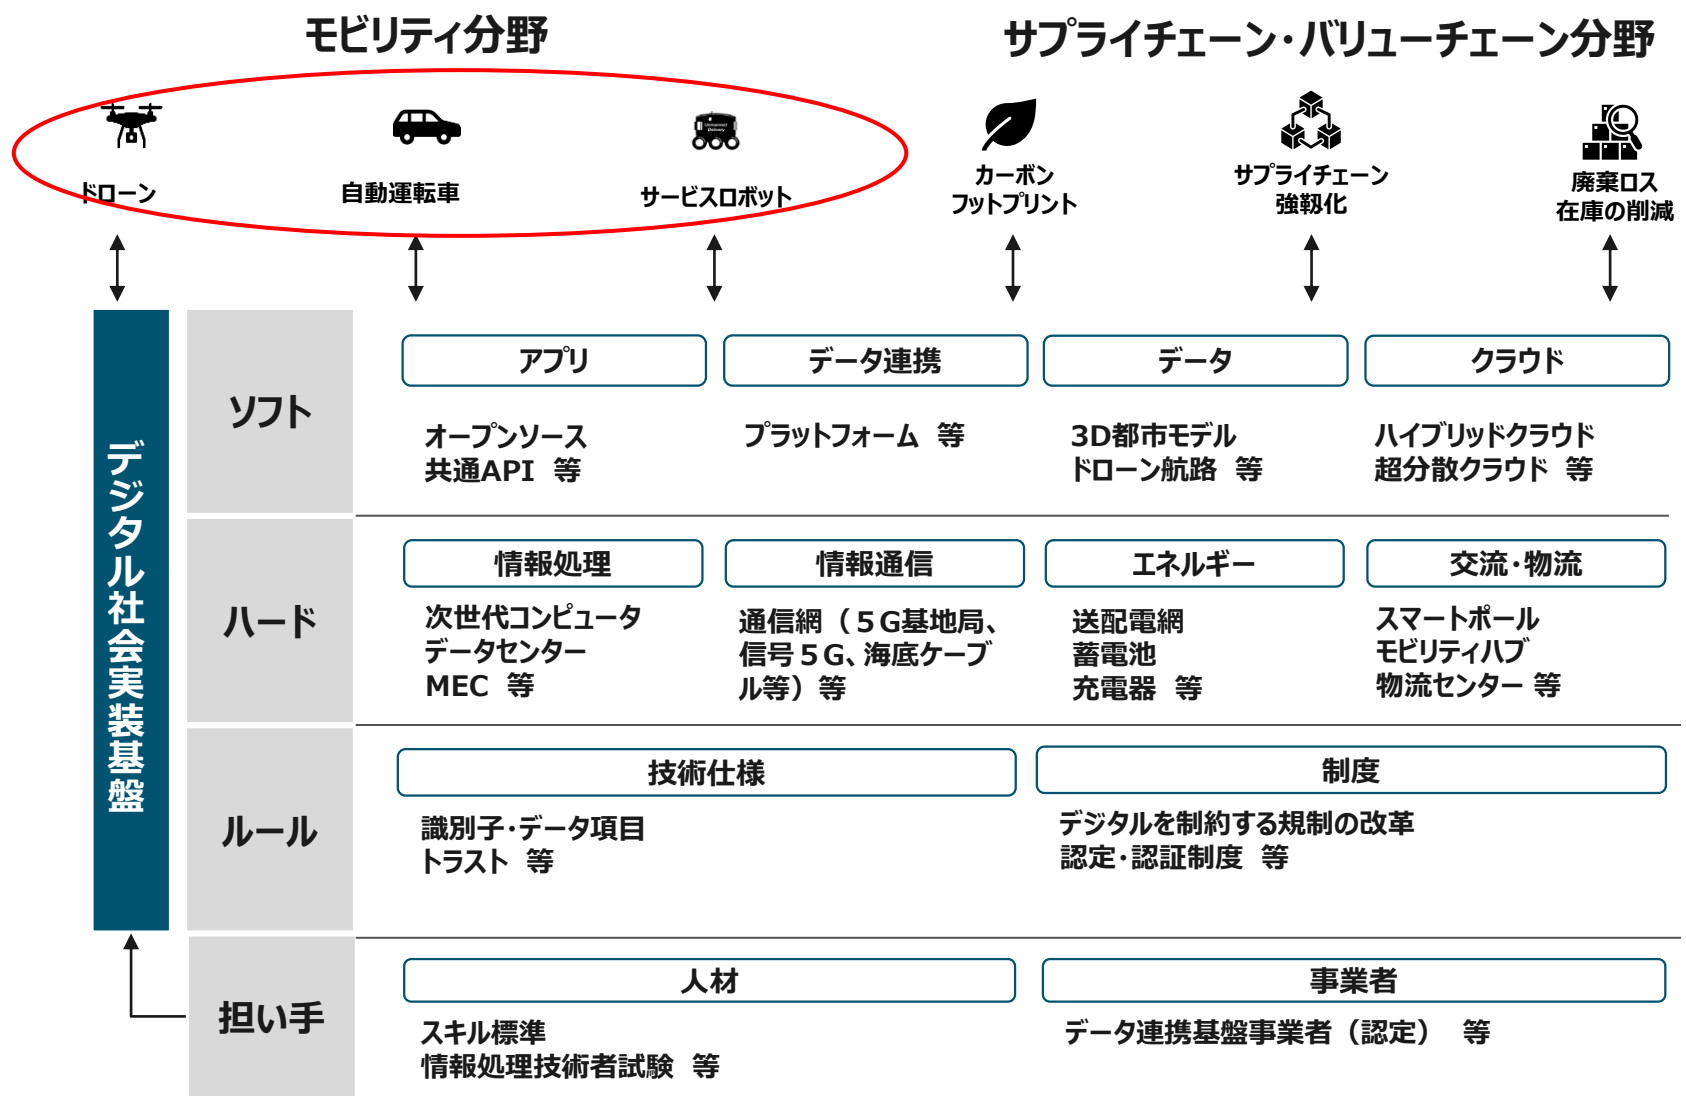 モビリティ分野
サプライチェーン・バリューチェーン分野
Unmanned
Delivery
ドローン
自動運転車
サービスロボット
カーボン
フットプリント
サプライチェーン
強靱化
廃棄ロス
在庫の削減
デジタル社会実装基盤
ソフト
アプリ
オープンソース
共通API 等
データ連携
プラットフォーム 等
データ
3D都市モデル
ドローン航路 等
クラウド
ハイブリッドクラウド
超分散クラウド 等
ハード
情報処理
次世代コンピュータ
データセンター
MEC 等
情報通信
通信網（５G基地局、
信号５G、海底ケーブ
ル等）等
エネルギー
送配電網
蓄電池
充電器 等
交流・物流
スマートポール
モビリティハブ
物流センター 等
ルール
技術仕様
識別子・データ項目
トラスト 等
制度
デジタルを制約する規制の改革
認定・認証制度 等
担い手
人材
スキル標準
情報処理技術者試験 等
事業者
データ連携基盤事業者（認定） 等